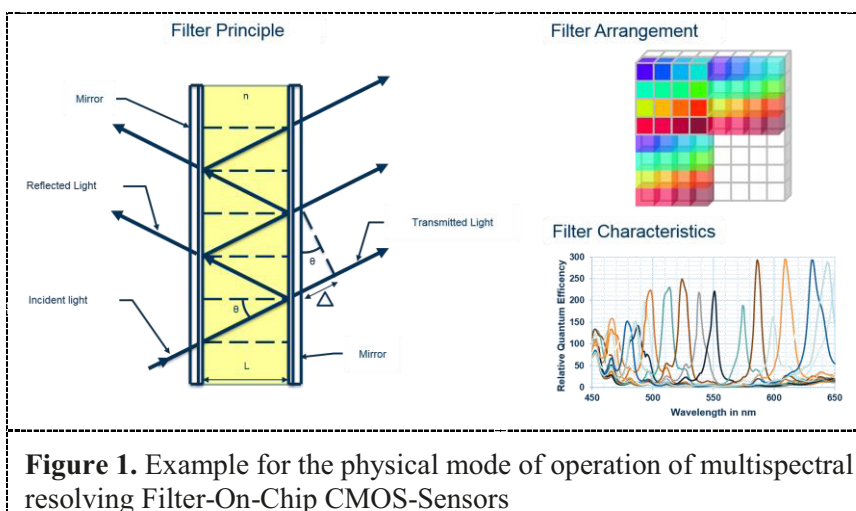 Filter Principle
Filter Arrangement
Mirror
n
Reflected Light
Transmitted Light
θ
θ
Δ
Incident light
L
Mirror
Filter Characteristics
Relative Quantum Efficency
300
250
200
150
100
50
0
450
500
550
600
650
Wavelength in nm
Figure 1. Example for the physical mode of operation of multispectral
resolving Filter-On-Chip CMOS-Sensors